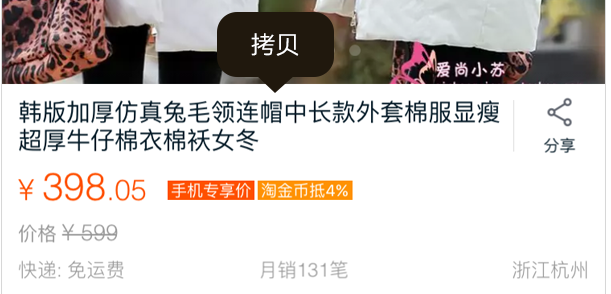 拷贝
爱尚小苏
韩版加厚仿真兔毛领连帽中长款外套棉服显瘦
超厚牛仔棉衣棉袄女冬
分享
¥ 398.05 手机专享价 淘金币抵4%
价格 ¥ 599
快递: 免运费 月销131笔 浙江杭州